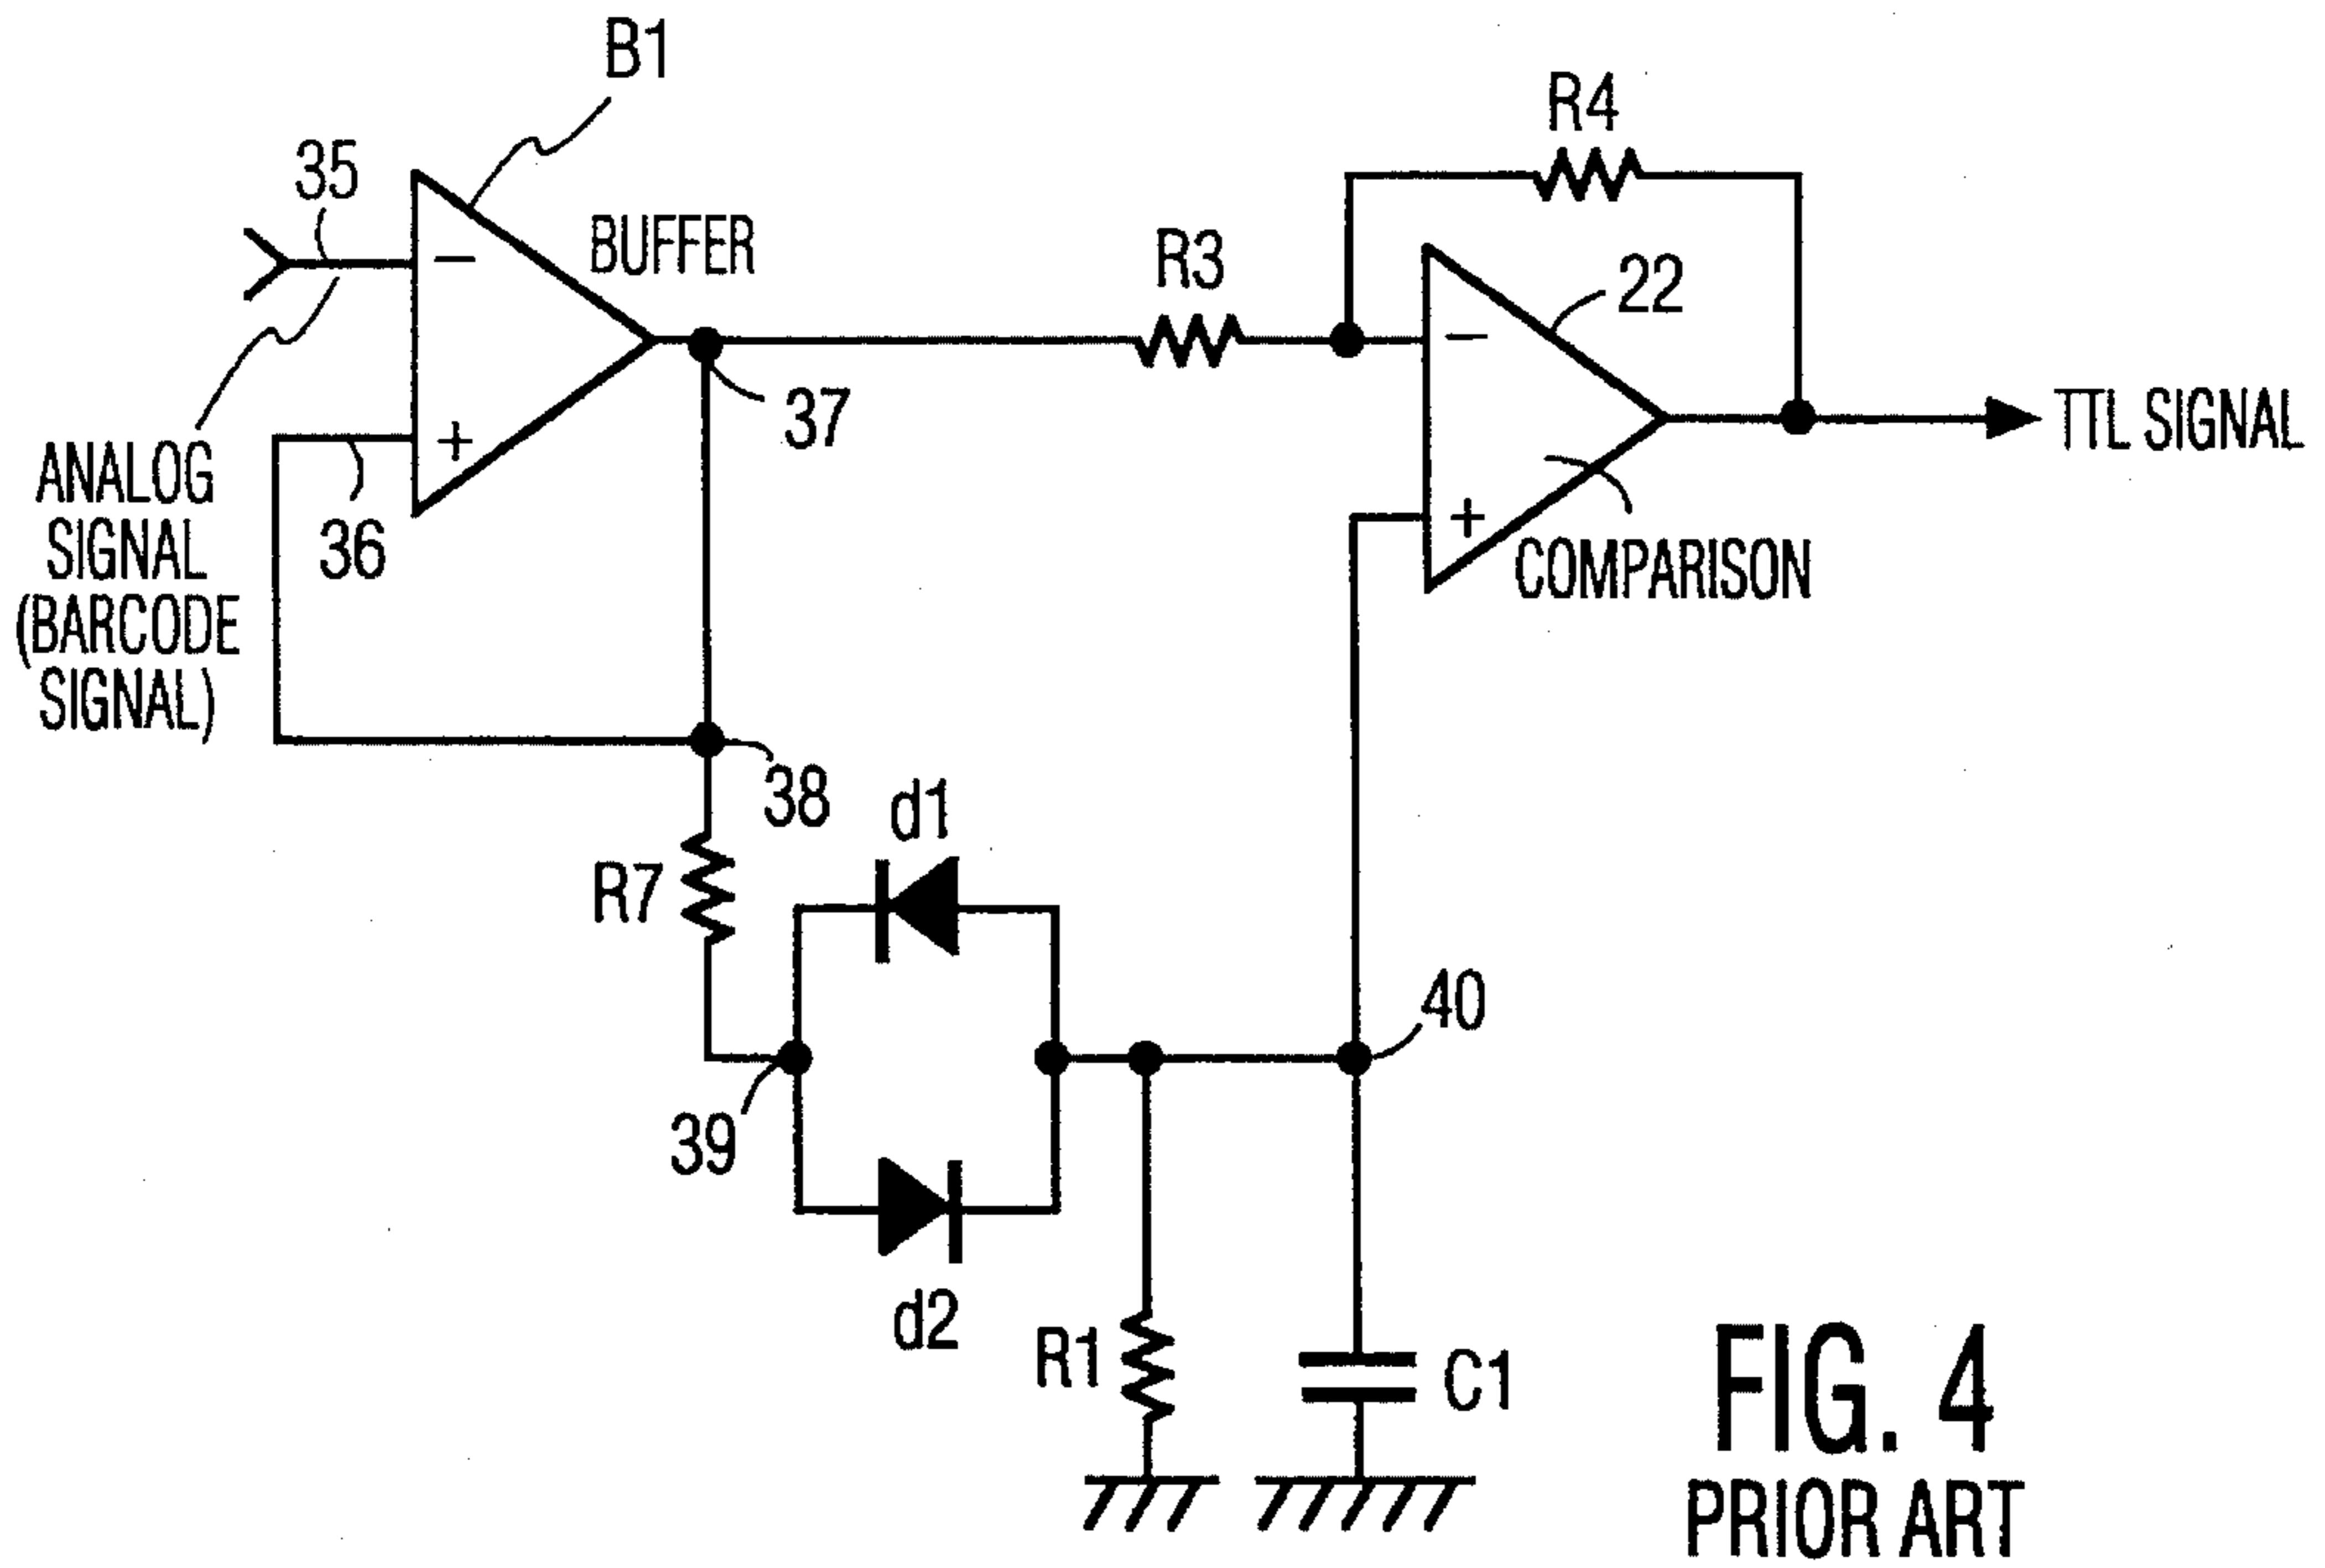 B1
R4
35
BUFFER
R3
22
−
−
37
TTL SIGNAL
+
ANALOG
SIGNAL
(BARCODE
SIGNAL)
36
+
COMPARISON
38
d1
R7
40
39
d2
R1
C1
FIG. 4
PRIOR ART